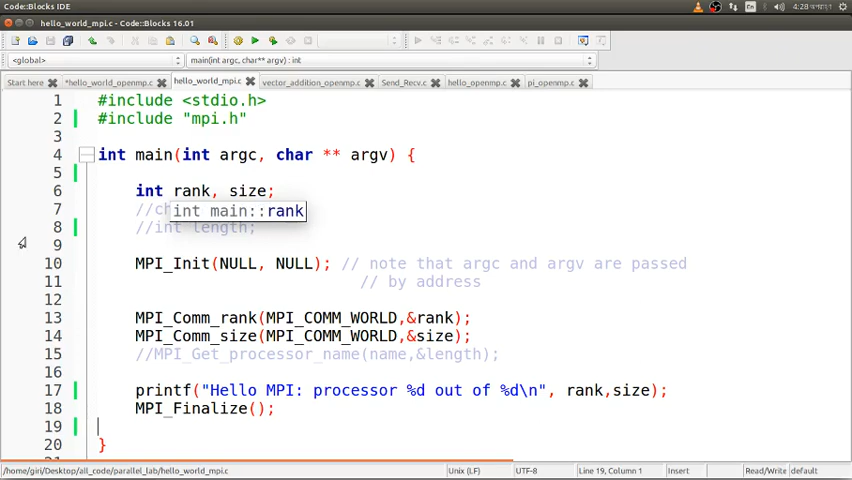 Code::Blocks IDE
En 4:28
hello_world_mpi.c - Code::Blocks 16.01
<global> main(int argc, char** argv) : int
Start here *hello_world_openmp.c hello_world_mpi.c vector_addition_openmp.c Send_Recv.c hello_openmp.c pi_openmp.c
1 #include <stdio.h>
2 #include "mpi.h"
3
4 int main(int argc, char ** argv) {
5
6 int rank, size;
7 //ch
int main::rank
8 //int length;
9
10 MPI_Init(NULL, NULL); // note that argc and argv are passed
11 // by address
12
13 MPI_Comm_rank(MPI_COMM_WORLD,&rank);
14 MPI_Comm_size(MPI_COMM_WORLD,&size);
15 //MPI_Get_processor_name(name,&length);
16
17 printf("Hello MPI: processor %d out of %d\n", rank,size);
18 MPI_Finalize();
19
20 }
/home/giri/Desktop/all_code/parallel_lab/hello_world_mpi.c Unix (LF) UTF-8 Line 19, Column 1 Insert Read/Write default